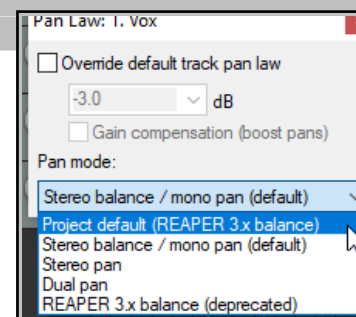 Pan Law: T. Vox
Override default track pan law
-3.0 dB
Gain compensation (boost pans)
Pan mode:
Stereo balance / mono pan (default)
Project default (REAPER 3.x balance)
Stereo balance / mono pan (default)
Stereo pan
Dual pan
REAPER 3.x balance (deprecated)